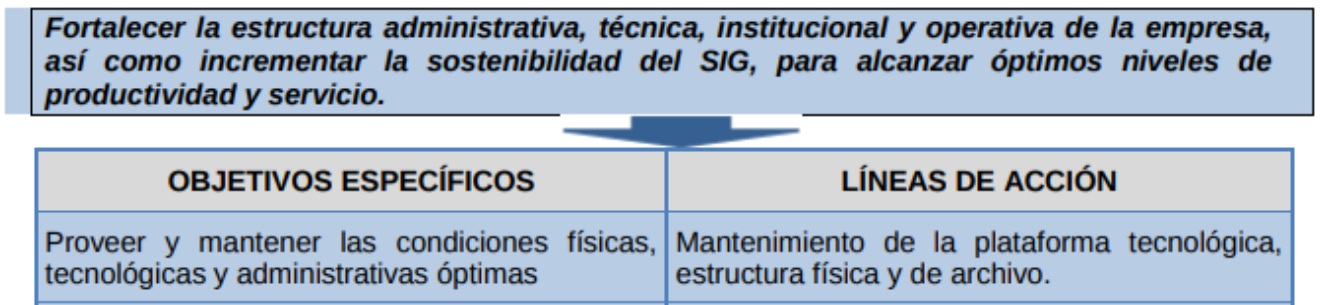 Fortalecer la estructura administrativa, técnica, institucional y operativa de la empresa,
así como incrementar la sostenibilidad del SIG, para alcanzar óptimos niveles de
productividad y servicio.
OBJETIVOS ESPECÍFICOS
LÍNEAS DE ACCIÓN
Proveer y mantener las condiciones físicas,
tecnológicas y administrativas óptimas
Mantenimiento de la plataforma tecnológica,
estructura física y de archivo.